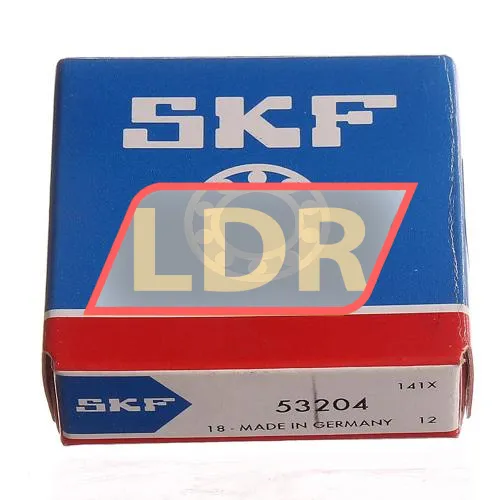 SKF
LDR
141X
SKF
53204
18 - MADE IN GERMANY 12